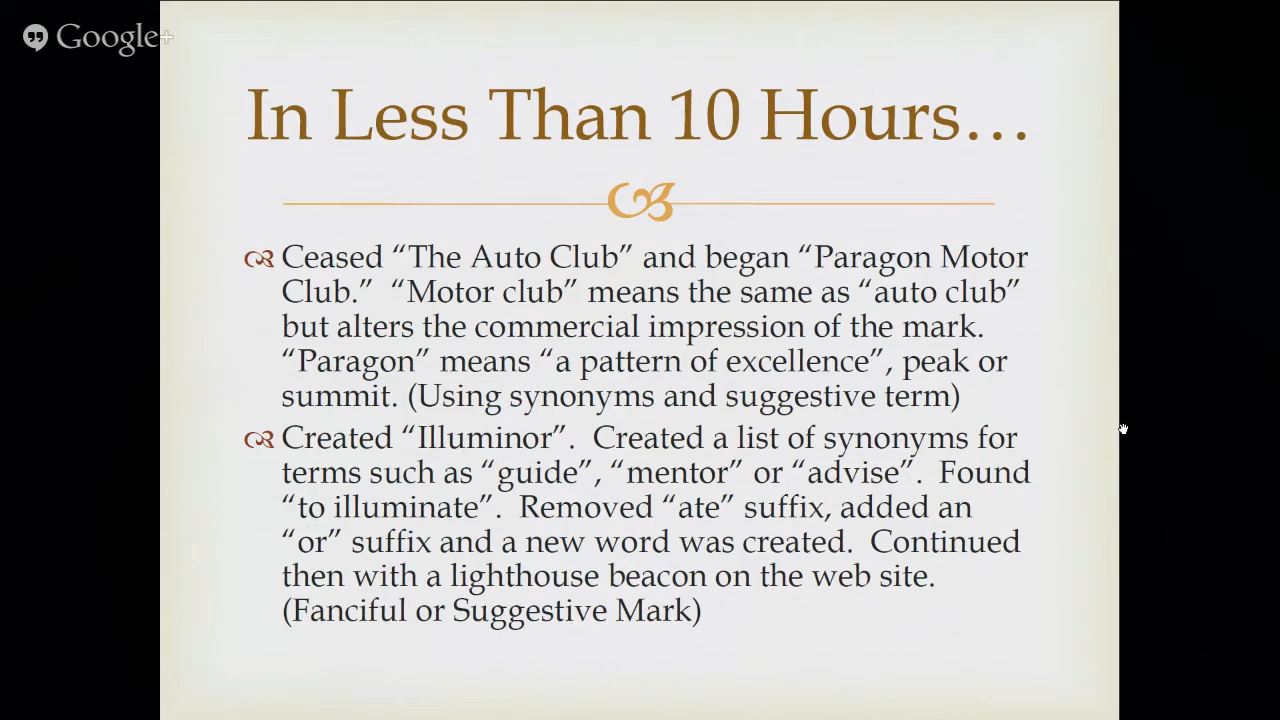 Google+
In Less Than 10 Hours…
Ceased “The Auto Club” and began “Paragon Motor
Club.”  “Motor club” means the same as “auto club”
but alters the commercial impression of the mark.
“Paragon” means “a pattern of excellence”, peak or
summit. (Using synonyms and suggestive term)
Created “Illuminor”.  Created a list of synonyms for
terms such as “guide”, “mentor” or “advise”.  Found
“to illuminate”.  Removed “ate” suffix, added an
“or” suffix and a new word was created.  Continued
then with a lighthouse beacon on the web site.
(Fanciful or Suggestive Mark)